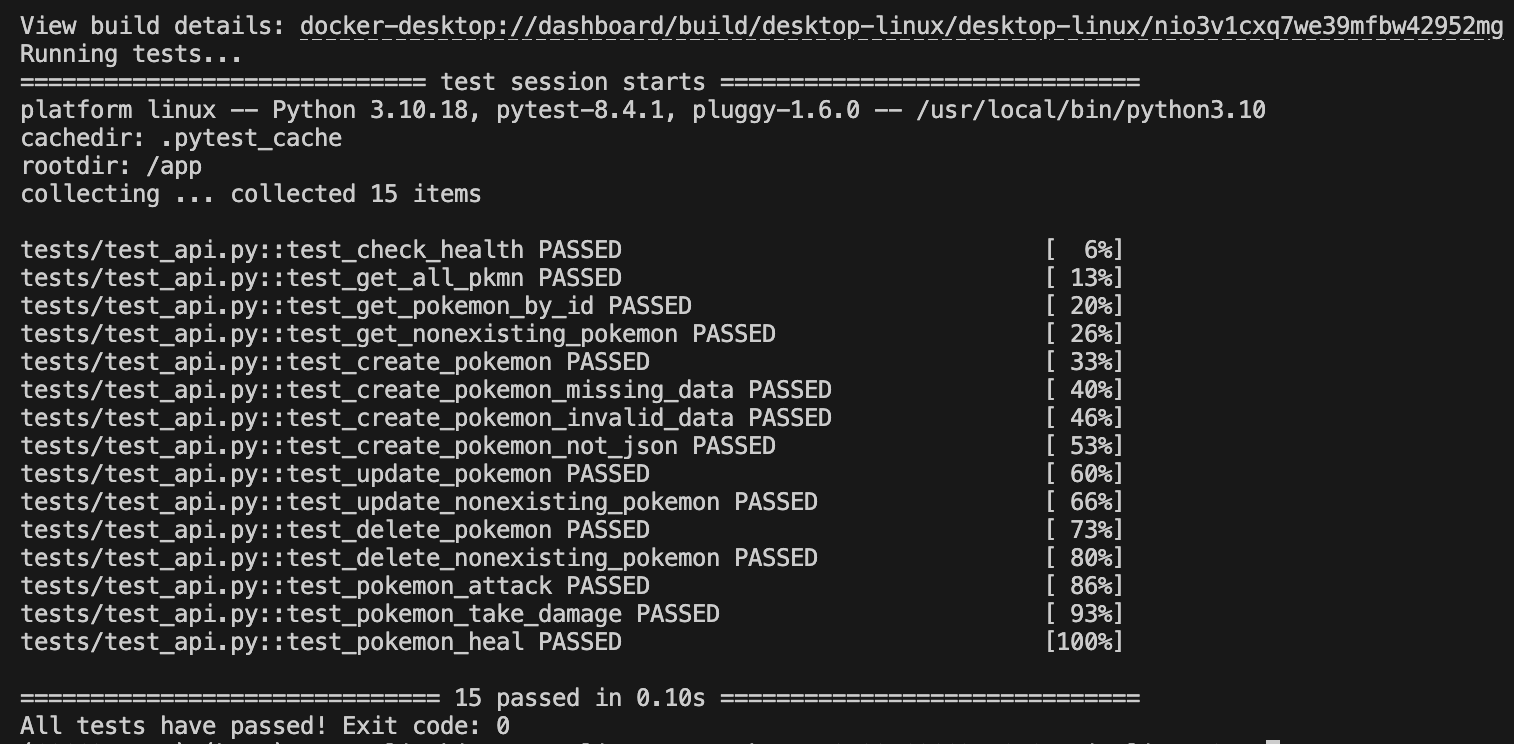 View build details: docker-desktop://dashboard/build/desktop-linux/desktop-linux/nio3v1cxq7we39mfbw42952mg
Running tests...
============================= test session starts ==============================
platform linux -- Python 3.10.18, pytest-8.4.1, pluggy-1.6.0 -- /usr/local/bin/python3.10
cachedir: .pytest_cache
rootdir: /app
collecting ... collected 15 items
tests/test_api.py::test_check_health PASSED [  6%]
tests/test_api.py::test_get_all_pkmn PASSED [ 13%]
tests/test_api.py::test_get_pokemon_by_id PASSED [ 20%]
tests/test_api.py::test_get_nonexisting_pokemon PASSED [ 26%]
tests/test_api.py::test_create_pokemon PASSED [ 33%]
tests/test_api.py::test_create_pokemon_missing_data PASSED [ 40%]
tests/test_api.py::test_create_pokemon_invalid_data PASSED [ 46%]
tests/test_api.py::test_create_pokemon_not_json PASSED [ 53%]
tests/test_api.py::test_update_pokemon PASSED [ 60%]
tests/test_api.py::test_update_nonexisting_pokemon PASSED [ 66%]
tests/test_api.py::test_delete_pokemon PASSED [ 73%]
tests/test_api.py::test_delete_nonexisting_pokemon PASSED [ 80%]
tests/test_api.py::test_pokemon_attack PASSED [ 86%]
tests/test_api.py::test_pokemon_take_damage PASSED [ 93%]
tests/test_api.py::test_pokemon_heal PASSED [100%]
============================== 15 passed in 0.10s ==============================
All tests have passed! Exit code: 0